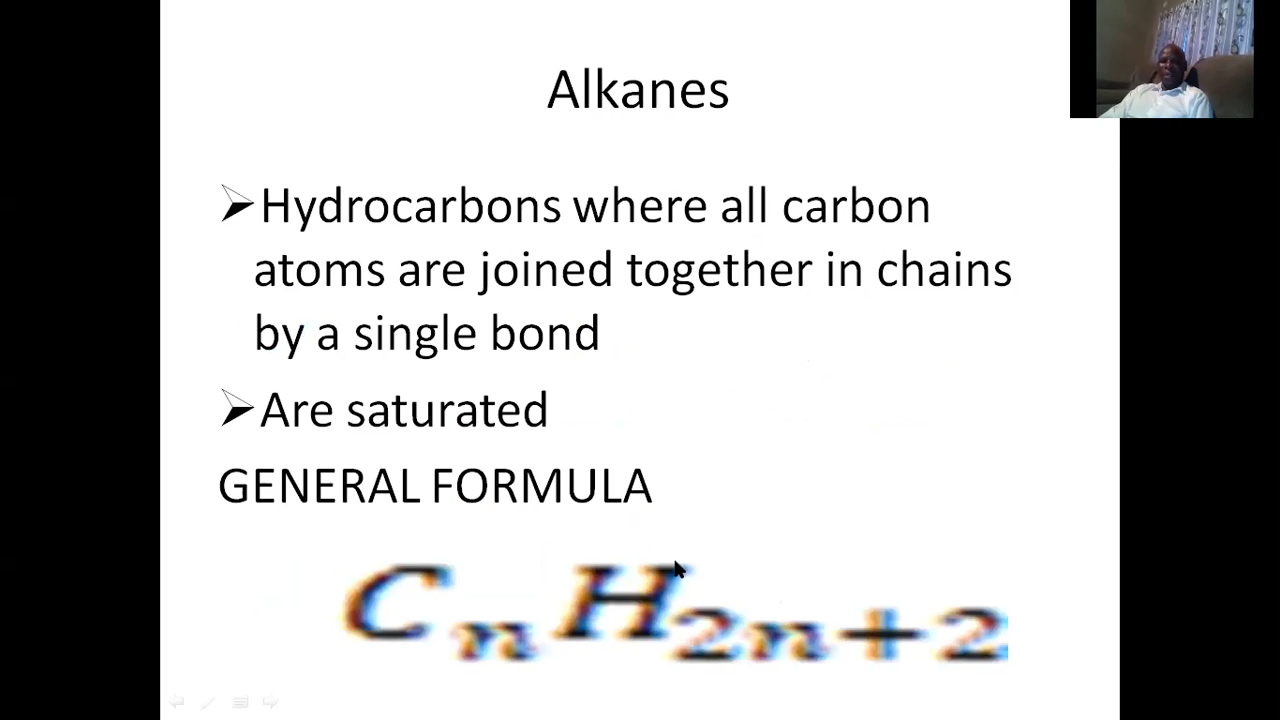 Alkanes
➢Hydrocarbons where all carbon
atoms are joined together in chains
by a single bond
➢Are saturated
GENERAL FORMULA
CₙH₂ₙ₊₂